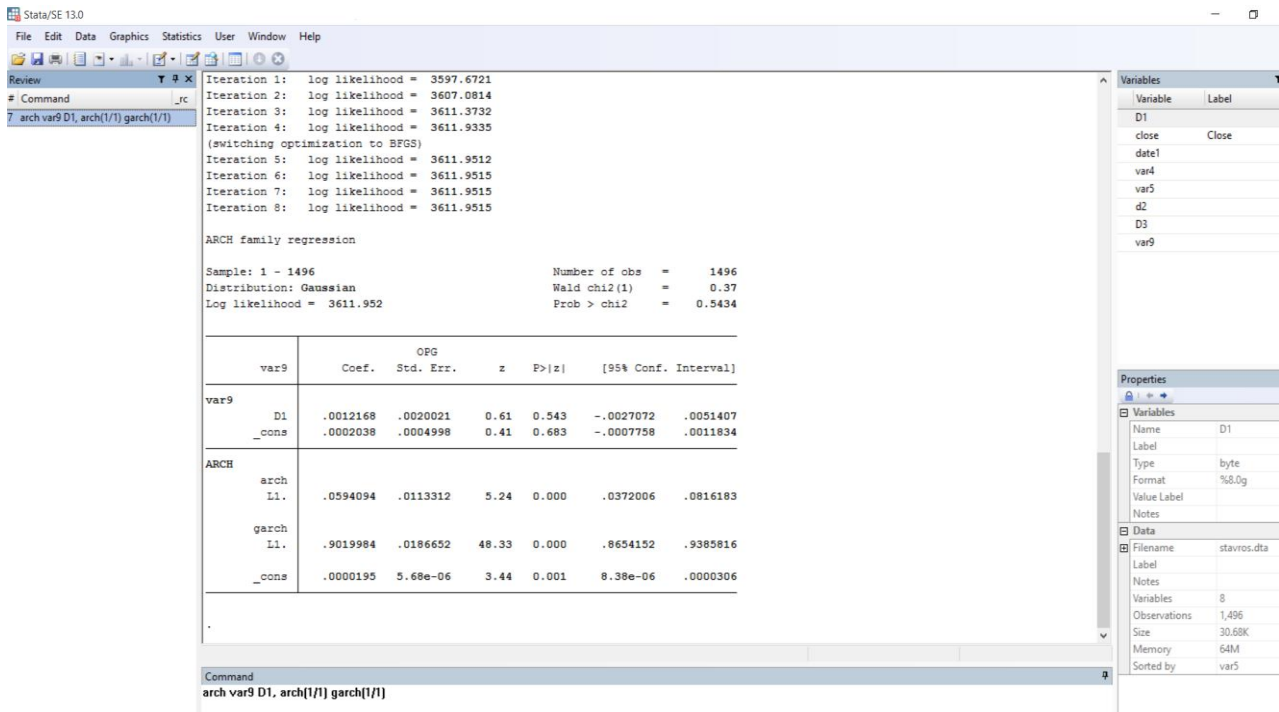 Stata/SE 13.0
File Edit Data Graphics Statistics User Window Help
Review
# Command _rc
7 arch var9 D1, arch(1/1) garch(1/1)
Iteration 1: log likelihood = 3597.6721
Iteration 2: log likelihood = 3607.0814
Iteration 3: log likelihood = 3611.3732
Iteration 4: log likelihood = 3611.9335
(switching optimization to BFGS)
Iteration 5: log likelihood = 3611.9512
Iteration 6: log likelihood = 3611.9515
Iteration 7: log likelihood = 3611.9515
Iteration 8: log likelihood = 3611.9515
ARCH family regression
Sample: 1 - 1496 Number of obs = 1496
Distribution: Gaussian Wald chi2(1) = 0.37
Log likelihood = 3611.952 Prob > chi2 = 0.5434
OPG
var9 Coef. Std. Err. z P>|z| [95% Conf. Interval]
var9
D1 .0012168 .0020021 0.61 0.543 -.0027072 .0051407
_cons .0002038 .0004998 0.41 0.683 -.0007758 .0011834
ARCH
arch
L1. .0594094 .0113312 5.24 0.000 .0372006 .0816183
garch
L1. .9019984 .0186652 48.33 0.000 .8654152 .9385816
_cons .0000195 5.68e-06 3.44 0.001 8.38e-06 .0000306
.
Command
arch var9 D1, arch(1/1) garch(1/1)
Variables
Variable Label
D1
close Close
date1
var4
var5
d2
D3
var9
Properties
Variables
Name D1
Label
Type byte
Format %8.0g
Value Label
Notes
Data
Filename stavros.dta
Label
Notes
Variables 8
Observations 1,496
Size 30.68K
Memory 64M
Sorted by var5